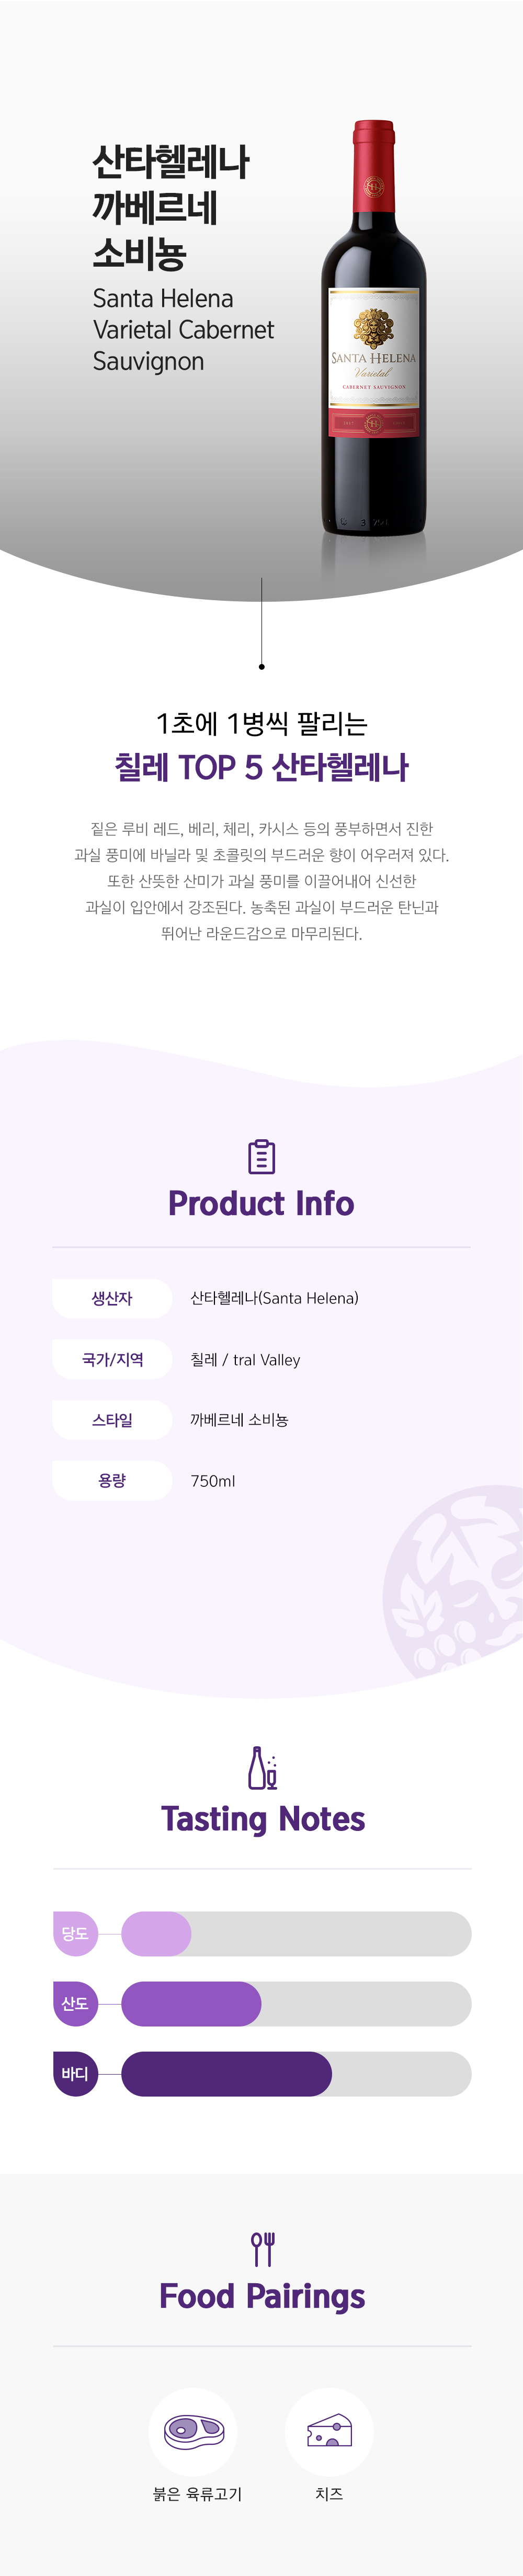 산타헬레나
까베르네
소비뇽
Santa Helena
Varietal Cabernet
Sauvignon
SANTA HELENA
Varietal
CABERNET SAUVIGNON
1초에 1병씩 팔리는
칠레 TOP 5 산타헬레나
짙은 루비 레드, 베리, 체리, 카시스 등의 풍부하면서 진한
과실 풍미에 바닐라 및 초콜릿의 부드러운 향이 어우러져 있다.
또한 산뜻한 산미가 과실 풍미를 이끌어내어 신선한
과실이 입안에서 강조된다. 농축된 과실이 부드러운 탄닌과
뛰어난 라운드감으로 마무리된다.
Product Info
생산자 산타헬레나(Santa Helena)
국가/지역 칠레 / tral Valley
스타일 까베르네 소비뇽
용량 750ml
Tasting Notes
당도
산도
바디
Food Pairings
붉은 육류고기 치즈